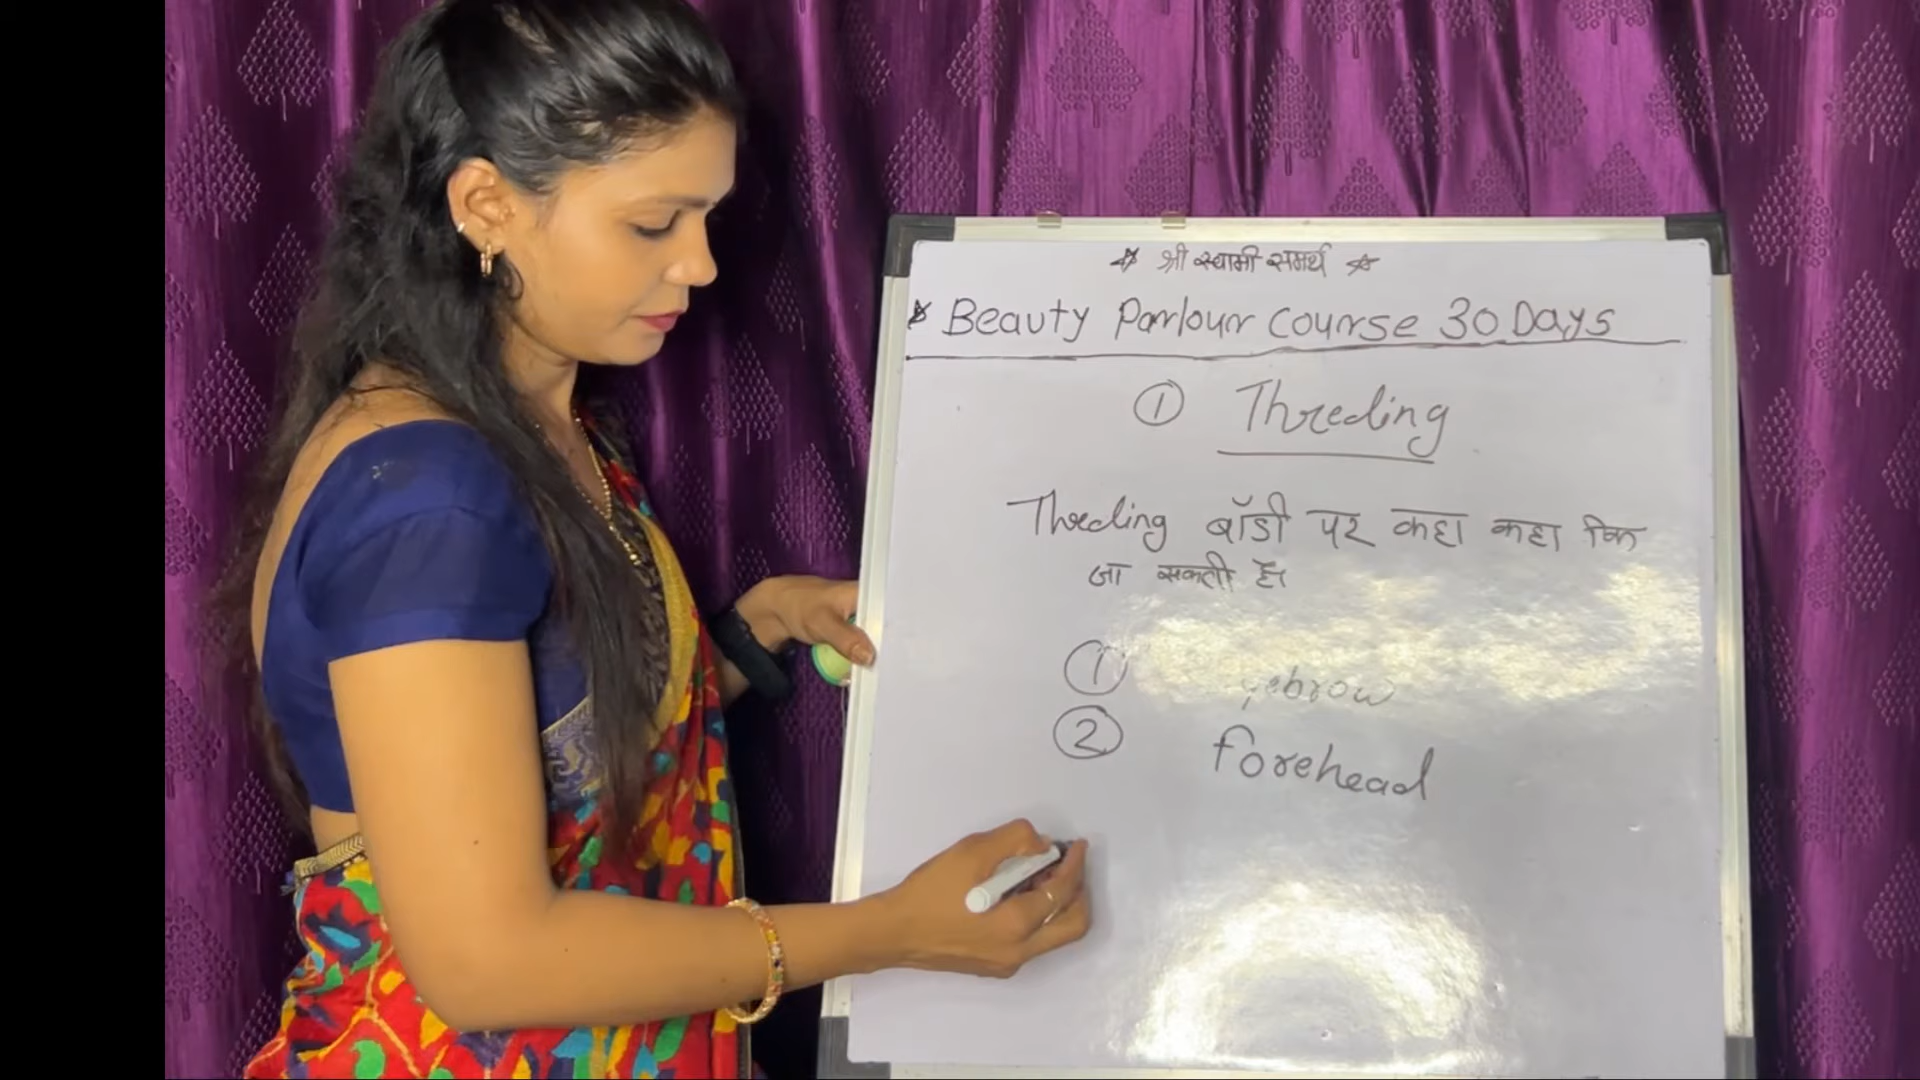 ☆ श्री स्वामी समर्थ ☆
☆ Beauty Parlour Course 30 Days
① Threding
Threding बॉडी पर कहा कहा कि
जा सकती है।
① eyebrow
② forehead